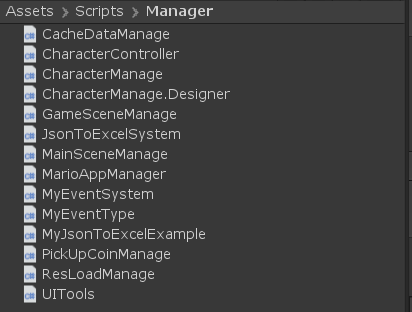 Assets > Scripts > Manager
CacheDataManage
CharacterController
CharacterManage
CharacterManage.Designer
GameSceneManage
JsonToExcelSystem
MainSceneManage
MarioAppManager
MyEventSystem
MyEventType
MyJsonToExcelExample
PickUpCoinManage
ResLoadManage
UITools